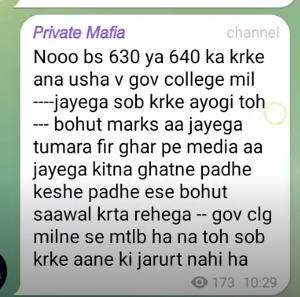 Private Mafia channel
Nooo bs 630 ya 640 ka krke
ana usha v gov college mil
----jayega sob krke ayogi toh
--- bohut marks aa jayega
tumara fir ghar pe media aa
jayega kitna ghatne padhe
keshe padhe ese bohut
saawal krta rehega -- gov clg
milne se mtlb ha na toh sob
krke aane ki jarurt nahi ha
173 10:29